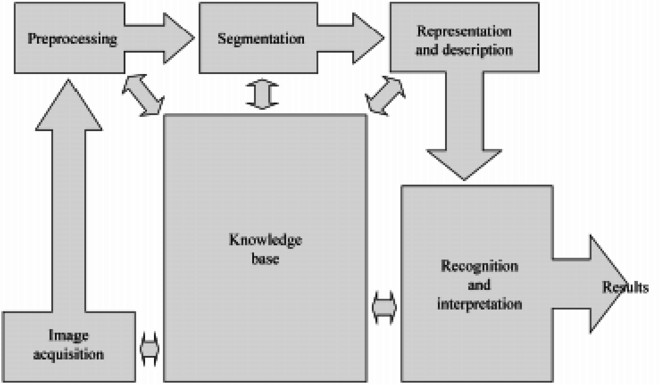 Preprocessing
Segmentation
Representation
and description
Knowledge
base
Recognition
and
interpretation
Results
Image
acquisition